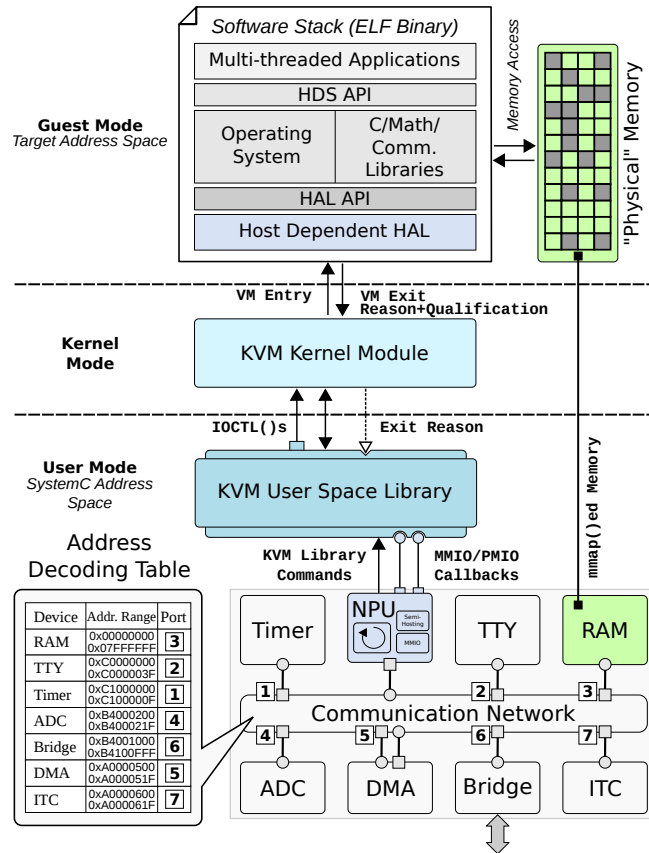 Software Stack (ELF Binary)
Multi-threaded Applications
HDS API
Operating
System
C/Math/
Comm.
Libraries
HAL API
Host Dependent HAL
Guest Mode
Target Address Space
Memory Access
"Physical" Memory
VM Entry
VM Exit
Reason+Qualification
Kernel
Mode
KVM Kernel Module
IOCTL()s
Exit Reason
User Mode
SystemC Address
Space
KVM User Space Library
mmap()ed Memory
KVM Library
Commands
MMIO/PMIO
Callbacks
Address
Decoding Table
Device Addr. Range Port
RAM 0x00000000 0x07FFFFFF 3
TTY 0xC0000000 0xC000003F 2
Timer 0xC1000000 0xC100000F 1
ADC 0xB4000200 0xB400021F 4
Bridge 0xB4001000 0xB4100FFF 6
DMA 0xA0000500 0xA000051F 5
ITC 0xA0000600 0xA000061F 7
Timer
NPU
Semi-
Hosting
MMIO
TTY
RAM
1
2
3
Communication Network
4
5
6
7
ADC
DMA
Bridge
ITC